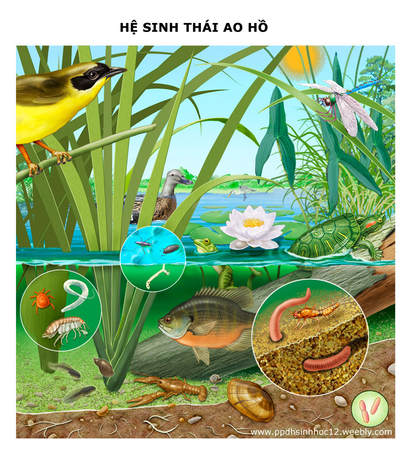 HỆ SINH THÁI AO HỒ
www.ppdhsinhhoc12.weebly.com